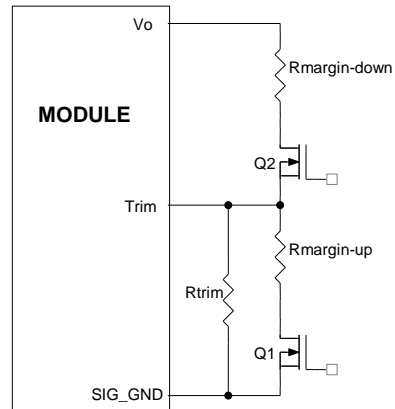 Vo
Rmargin-down
MODULE
Q2
Trim
Rmargin-up
Rtrim
Q1
SIG_GND